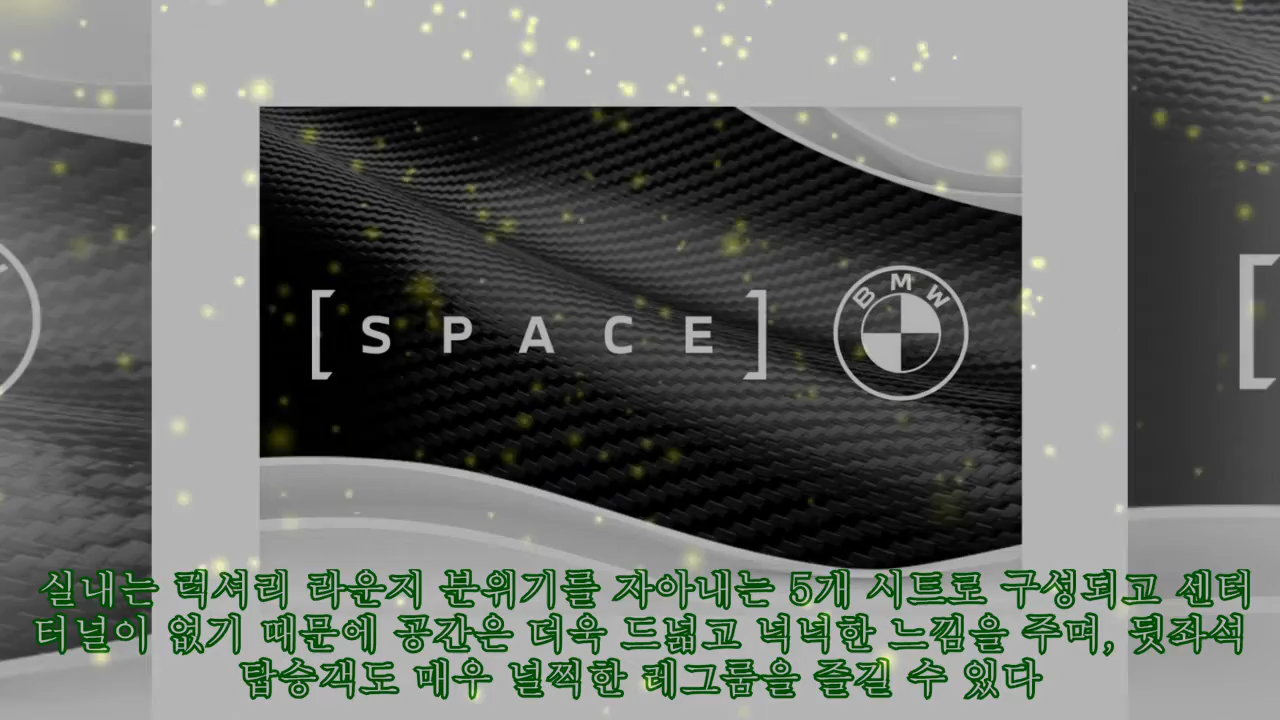 [ S P A C E ]
BMW
실내는 럭셔리 라운지 분위기를 자아내는 5개 시트로 구성되고 센터
터널이 없기 때문에 공간은 더욱 드넓고 넉넉한 느낌을 주며, 뒷좌석
탑승객도 매우 널찍한 레그룸을 즐길 수 있다